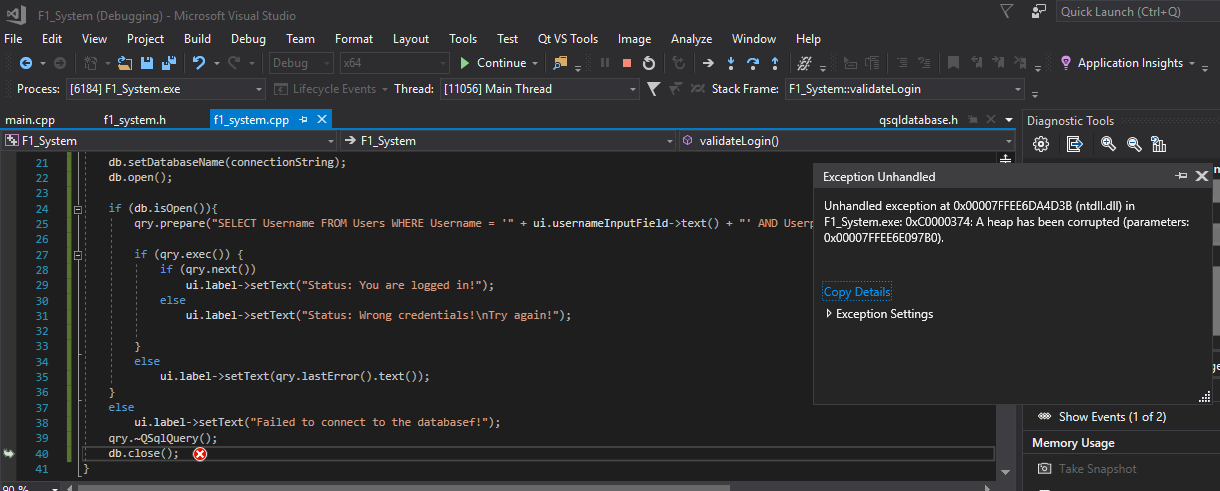 F1_System (Debugging) - Microsoft Visual Studio
Quick Launch (Ctrl+Q)
File Edit View Project Build Debug Team Format Layout Tools Test Qt VS Tools Image Analyze Window Help
Debug x64 Continue Application Insights
Process: [6184] F1_System.exe Lifecycle Events Thread: [11056] Main Thread Stack Frame: F1_System::validateLogin
main.cpp f1_system.h f1_system.cpp qsqldatabase.h
Diagnostic Tools
F1_System F1_System validateLogin()
21 db.setDatabaseName(connectionString);
22 db.open();
23
24 if (db.isOpen()){
25 qry.prepare("SELECT Username FROM Users WHERE Username = '" + ui.usernameInputField->text() + "' AND Userp
26
27 if (qry.exec()) {
28 if (qry.next())
29 ui.label->setText("Status: You are logged in!");
30 else
31 ui.label->setText("Status: Wrong credentials!\nTry again!");
32
33 }
34 else
35 ui.label->setText(qry.lastError().text());
36 }
37 else
38 ui.label->setText("Failed to connect to the databasef!");
39 qry.~QSqlQuery();
40 db.close();
41 }
90 %
Exception Unhandled
Unhandled exception at 0x00007FFEE6DA4D3B (ntdll.dll) in
F1_System.exe: 0xC0000374: A heap has been corrupted (parameters:
0x00007FFEE6E097B0).
Copy Details
Exception Settings
Show Events (1 of 2)
Memory Usage
Take Snapshot